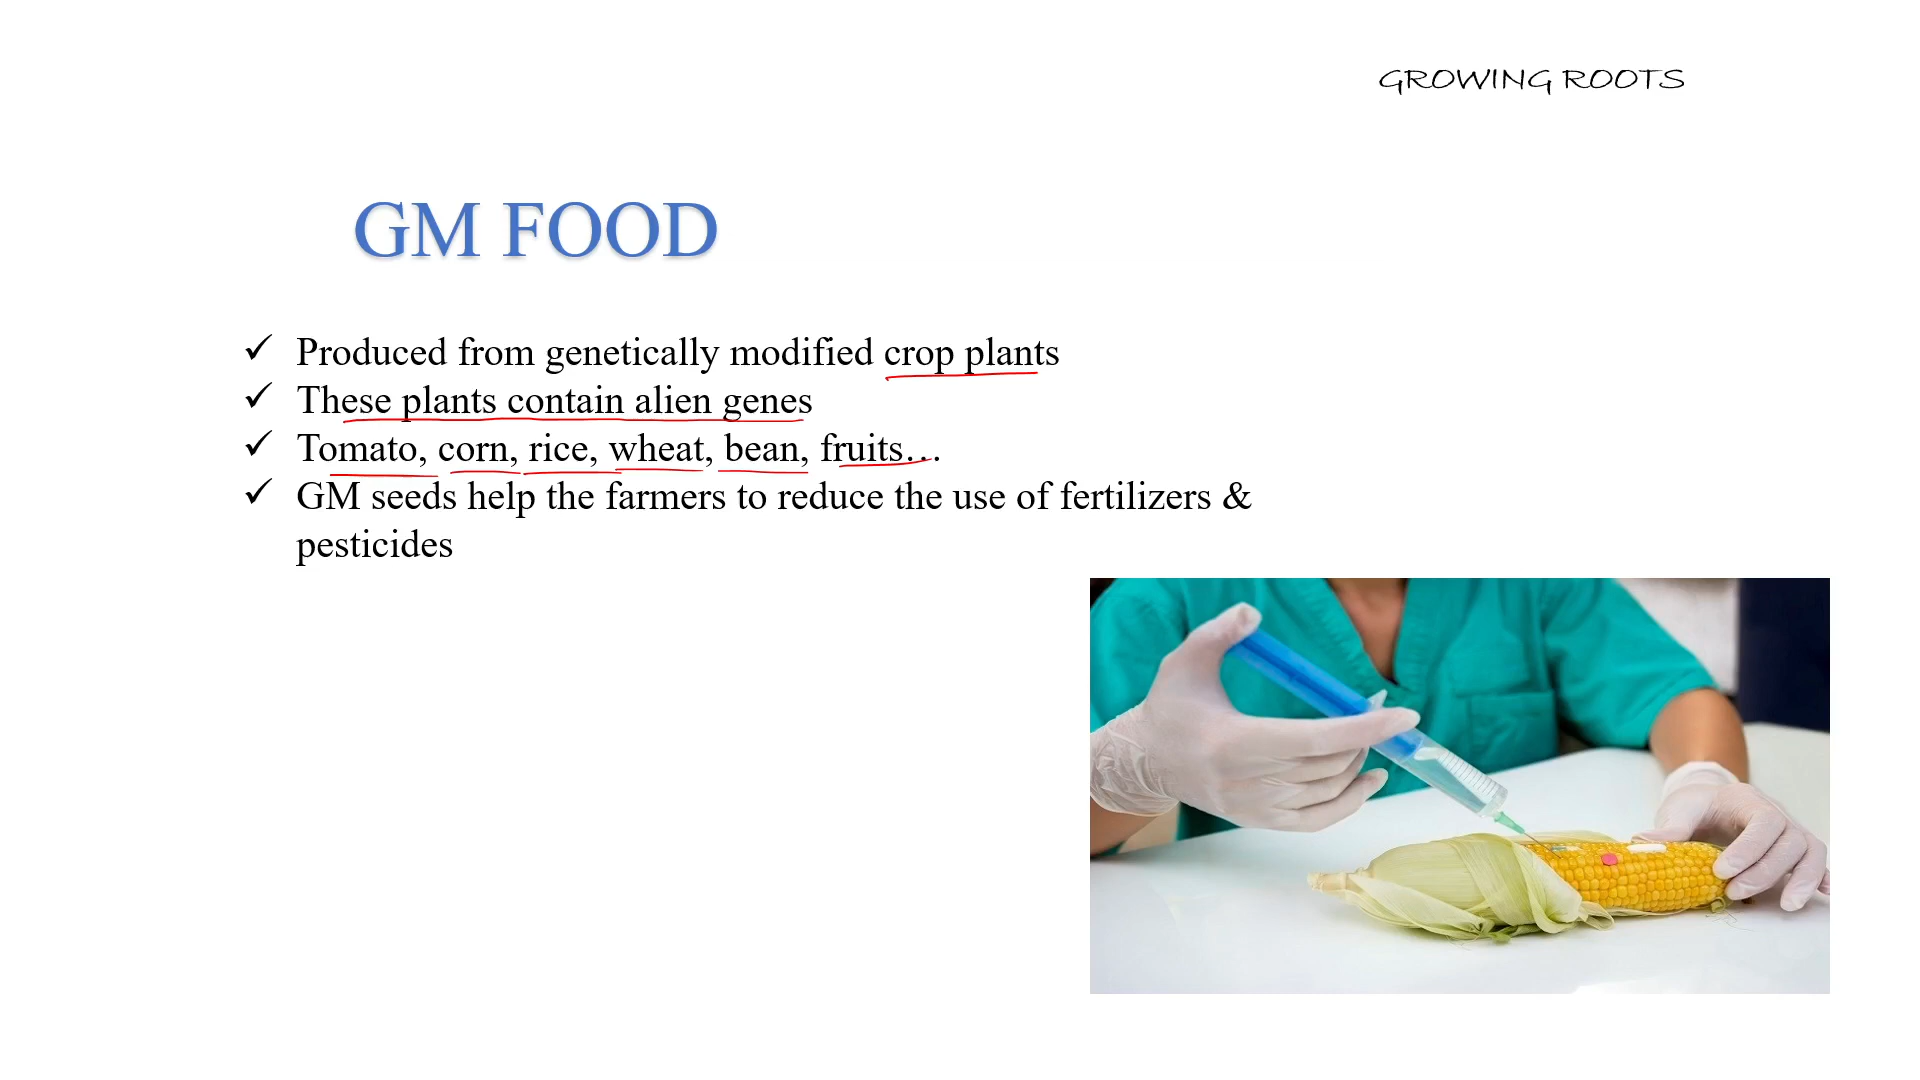 GROWING ROOTS
GM FOOD
✓ Produced from genetically modified crop plants
✓ These plants contain alien genes
✓ Tomato, corn, rice, wheat, bean, fruits…
✓ GM seeds help the farmers to reduce the use of fertilizers &
pesticides